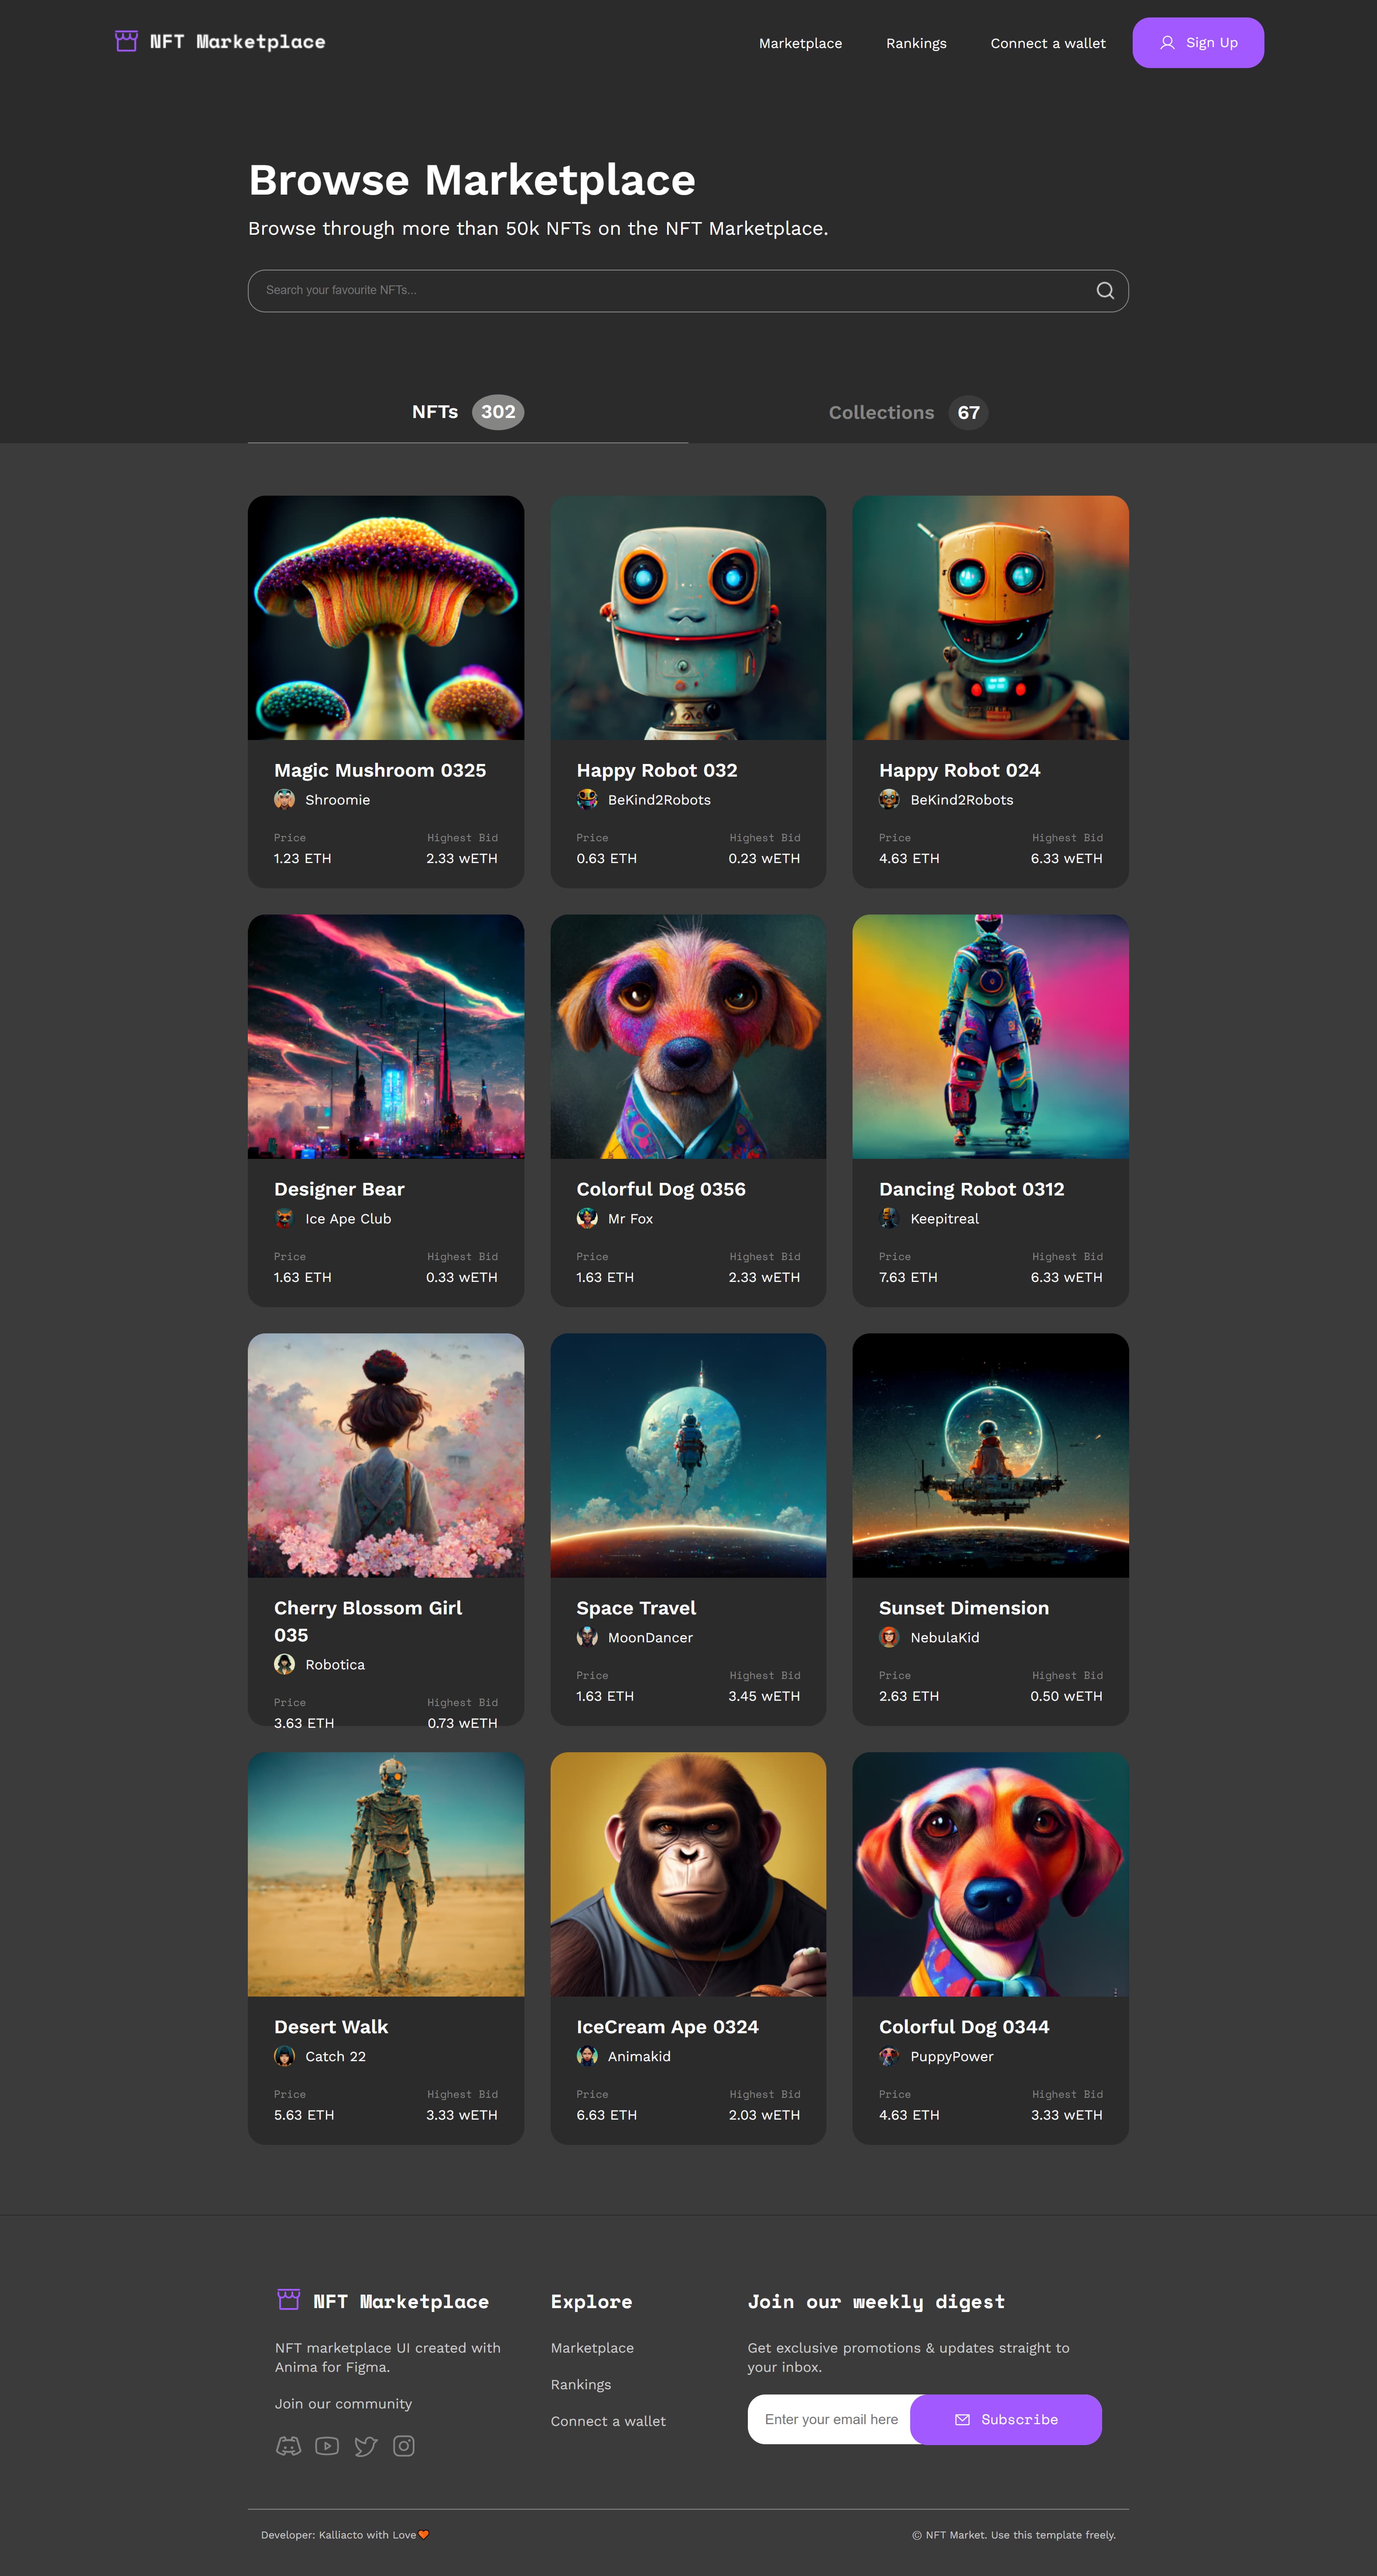 NFT Marketplace
Marketplace
Rankings
Connect a wallet
Sign Up
Browse Marketplace
Browse through more than 50k NFTs on the NFT Marketplace.
Search your favourite NFTs...
NFTs 302
Collections 67
Magic Mushroom 0325
Shroomie
Price Highest Bid
1.23 ETH 2.33 wETH
Happy Robot 032
BeKind2Robots
Price Highest Bid
0.63 ETH 0.23 wETH
Happy Robot 024
BeKind2Robots
Price Highest Bid
4.63 ETH 6.33 wETH
Designer Bear
Ice Ape Club
Price Highest Bid
1.63 ETH 0.33 wETH
Colorful Dog 0356
Mr Fox
Price Highest Bid
1.63 ETH 2.33 wETH
Dancing Robot 0312
Keepitreal
Price Highest Bid
7.63 ETH 6.33 wETH
Cherry Blossom Girl
035
Robotica
Price Highest Bid
3.63 ETH 0.73 wETH
Space Travel
MoonDancer
Price Highest Bid
1.63 ETH 3.45 wETH
Sunset Dimension
NebulaKid
Price Highest Bid
2.63 ETH 0.50 wETH
Desert Walk
Catch 22
Price Highest Bid
5.63 ETH 3.33 wETH
IceCream Ape 0324
Animakid
Price Highest Bid
6.63 ETH 2.03 wETH
Colorful Dog 0344
PuppyPower
Price Highest Bid
4.63 ETH 3.33 wETH
NFT Marketplace
NFT marketplace UI created with
Anima for Figma.
Join our community
Explore
Marketplace
Rankings
Connect a wallet
Join our weekly digest
Get exclusive promotions & updates straight to
your inbox.
Enter your email here
Subscribe
Developer: Kalliacto with Love🧡
© NFT Market. Use this template freely.